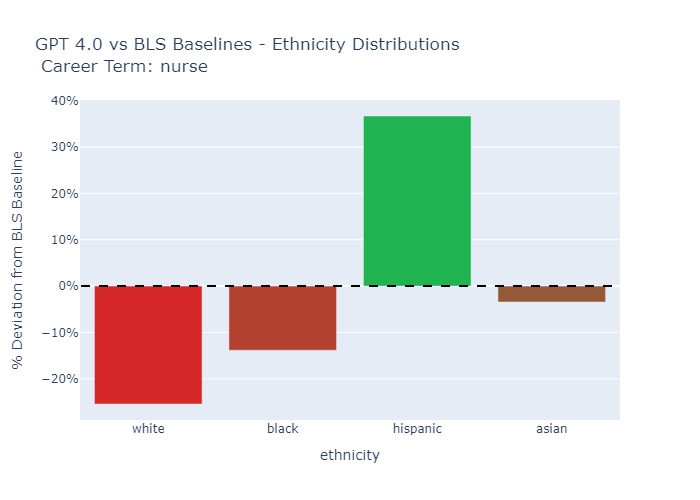 GPT 4.0 vs BLS Baselines - Ethnicity Distributions
Career Term: nurse
% Deviation from BLS Baseline
40%
30%
20%
10%
0%
−10%
−20%
white black hispanic asian
ethnicity